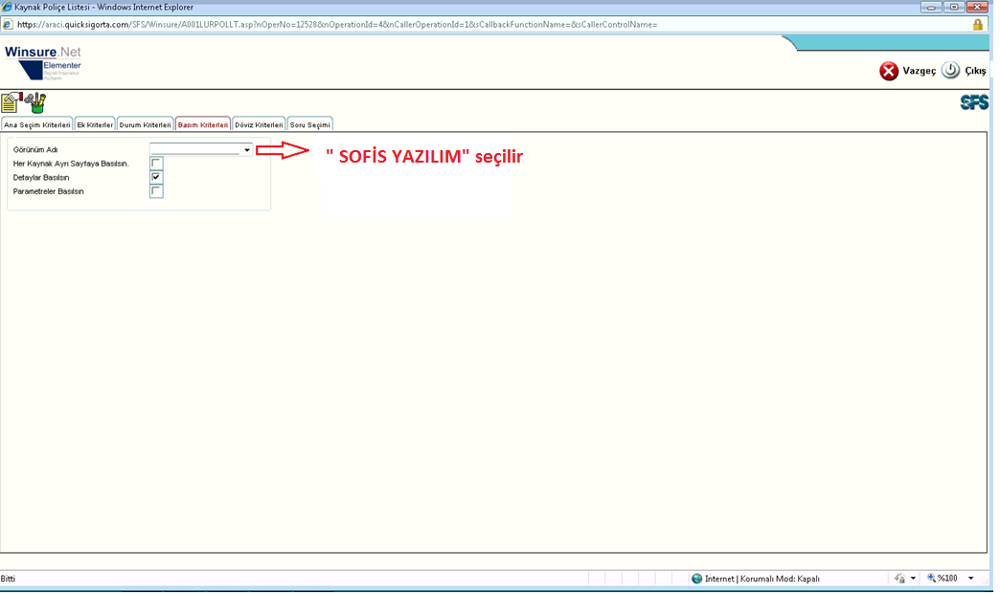 Kaynak Poliçe Listesi - Windows Internet Explorer
https://araci.quicksigorta.com/SFS/Winsure/A001LURPOLLT.asp?nOperNo=12528&nOperationId=4&nCallerOperationId=1&sCallbackFunctionName=&sCallerControlName=
Winsure.Net
Elementer
Vazgeç Çıkış
SFS
Ana Seçim Kriterleri Ek Kriterler Durum Kriterleri Basım Kriterleri Döviz Kriterleri Soru Seçimi
Görünüm Adı
" SOFİS YAZILIM" seçilir
Her Kaynak Ayrı Sayfaya Basılsın.
Detaylar Basılsın
Parametreler Basılsın
Bitti
Internet | Korumalı Mod: Kapalı
%100